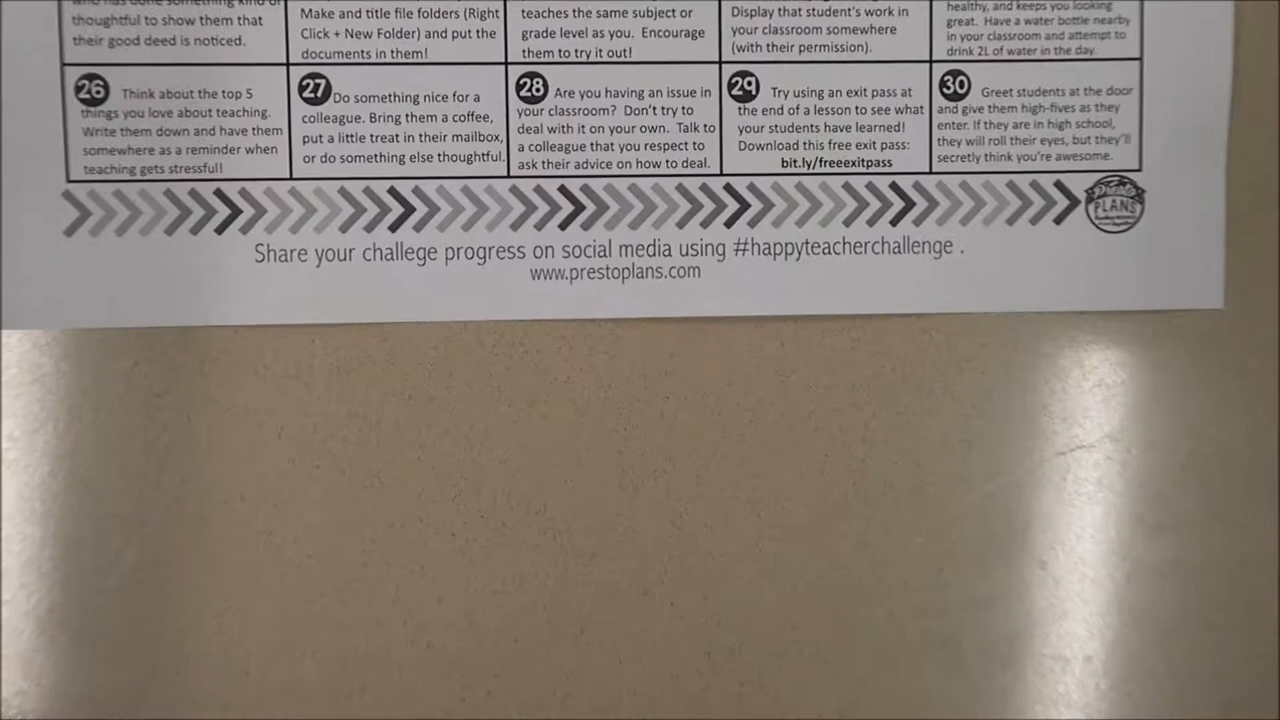 thoughtful to show them that
their good deed is noticed.
Make and title file folders (Right
Click + New Folder) and put the
documents in them!
teaches the same subject or
grade level as you. Encourage
them to try it out!
Display that student's work in
your classroom somewhere
(with their permission).
healthy, and keeps you looking
great. Have a water bottle nearby
in your classroom and attempt to
drink 2L of water in the day.
26 Think about the top 5
things you love about teaching.
Write them down and have them
somewhere as a reminder when
teaching gets stressful!
27 Do something nice for a
colleague. Bring them a coffee,
put a little treat in their mailbox,
or do something else thoughtful.
28 Are you having an issue in
your classroom? Don't try to
deal with it on your own. Talk to
a colleague that you respect to
ask their advice on how to deal.
29 Try using an exit pass at
the end of a lesson to see what
your students have learned!
Download this free exit pass:
bit.ly/freeexitpass
30 Greet students at the door
and give them high-fives as they
enter. If they are in high school,
they will roll their eyes, but they'll
secretly think you're awesome.
Presto
PLANS
Share your challege progress on social media using #happyteacherchallenge .
www.prestoplans.com